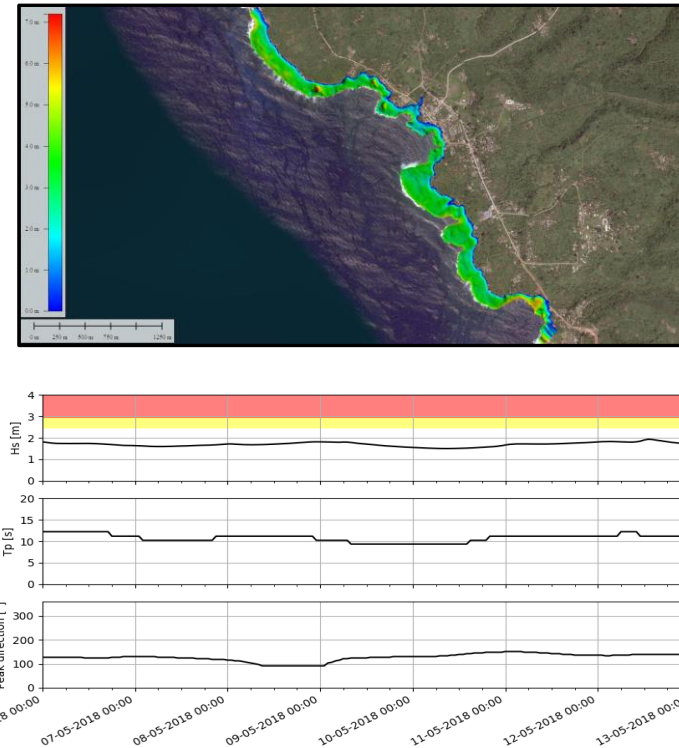 7.0 m
6.0 m
5.0 m
4.0 m
3.0 m
2.0 m
1.0 m
0.0 m
0 m 250 m 500 m 750 m 1250 m
4
3
2
1
0
Hs [m]
20
15
10
5
0
Tp [s]
300
200
100
0
Peak direction [°]
8 00:00
07-05-2018 00:00
08-05-2018 00:00
09-05-2018 00:00
10-05-2018 00:00
11-05-2018 00:00
12-05-2018 00:00
13-05-2018 00:00